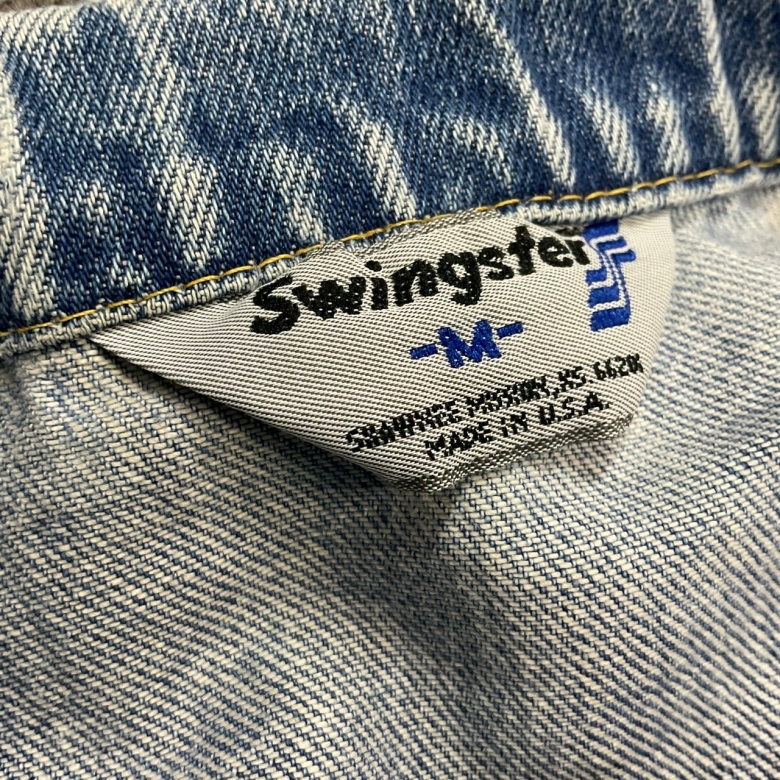 Swingster
-M-
SHAWNEE MISSION, KS. 66201
MADE IN U.S.A.